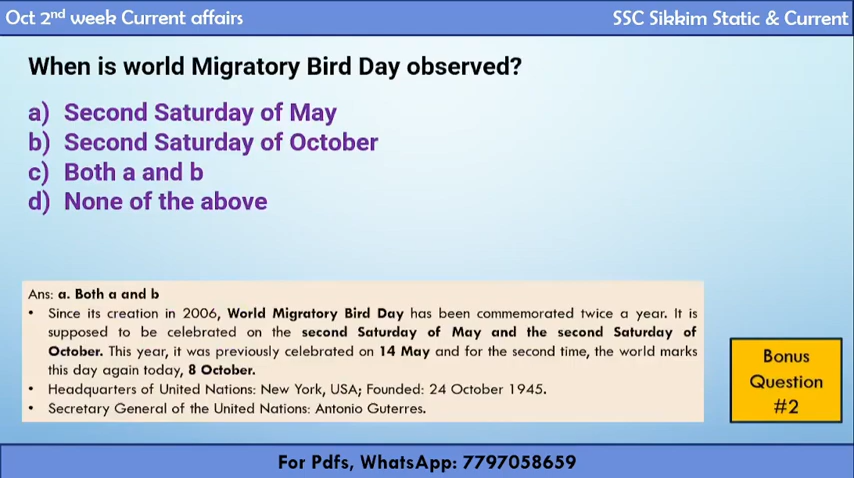 Oct 2nd week Current affairs
SSC Sikkim Static & Current
When is world Migratory Bird Day observed?
a) Second Saturday of May
b) Second Saturday of October
c) Both a and b
d) None of the above
Ans: a. Both a and b
• Since its creation in 2006, World Migratory Bird Day has been commemorated twice a year. It is
supposed to be celebrated on the second Saturday of May and the second Saturday of
October. This year, it was previously celebrated on 14 May and for the second time, the world marks
this day again today, 8 October.
• Headquarters of United Nations: New York, USA; Founded: 24 October 1945.
• Secretary General of the United Nations: Antonio Guterres.
Bonus
Question
#2
For Pdfs, WhatsApp: 7797058659